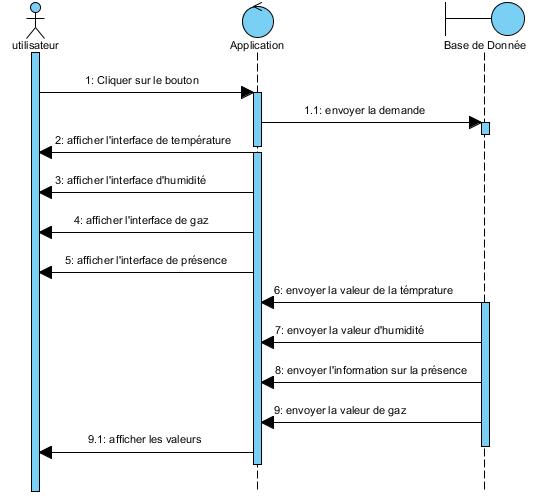 utilisateur
Application
Base de Donnée
1: Cliquer sur le bouton
1.1: envoyer la demande
2: afficher l'interface de température
3: afficher l'interface d'humidité
4: afficher l'interface de gaz
5: afficher l'interface de présence
6: envoyer la valeur de la témprature
7: envoyer la valeur d'humidité
8: envoyer l'information sur la présence
9: envoyer la valeur de gaz
9.1: afficher les valeurs